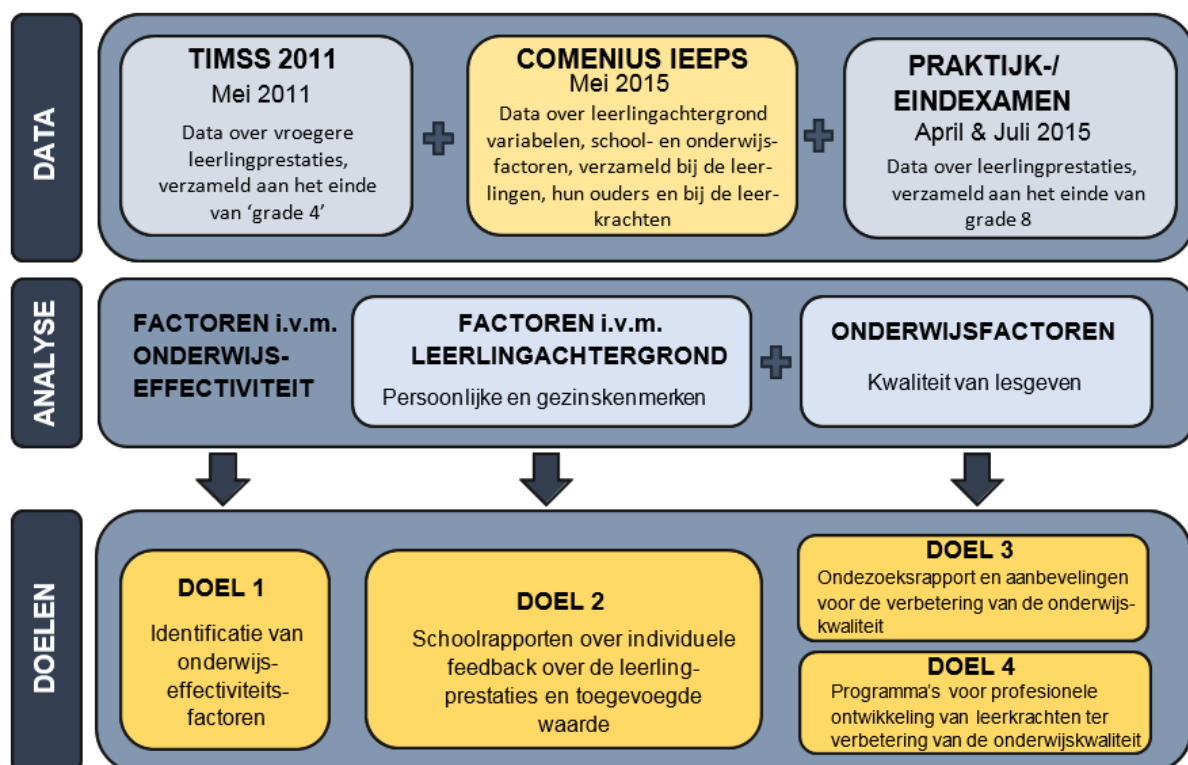 DATA
TIMSS 2011
Mei 2011
Data over vroegere
leerlingprestaties,
verzameld aan het einde
van ‘grade 4’
COMENIUS IEEPS
Mei 2015
Data over leerlingachtergrond
variabelen, school- en onderwijs-
factoren, verzameld bij de leer-
lingen, hun ouders en bij de leer-
krachten
PRAKTIJK-/
EINDEXAMEN
April & Juli 2015
Data over leerlingprestaties,
verzameld aan het einde van
grade 8
ANALYSE
FACTOREN i.v.m.
ONDERWIJS-
EFFECTIVITEIT
FACTOREN i.v.m.
LEERLINGACHTERGROND
Persoonlijke en gezinskenmerken
ONDERWIJSFACTOREN
Kwaliteit van lesgeven
DOELEN
DOEL 1
Identificatie van
onderwijs-
effectiviteits-
factoren
DOEL 2
Schoolrapporten over individuele
feedback over de leerling-
prestaties en toegevoegde
waarde
DOEL 3
Ondezoeksrapport en aanbevelingen
voor de verbetering van de onderwijs-
kwaliteit
DOEL 4
Programma's voor profesionele
ontwikkeling van leerkrachten ter
verbetering van de onderwijskwaliteit